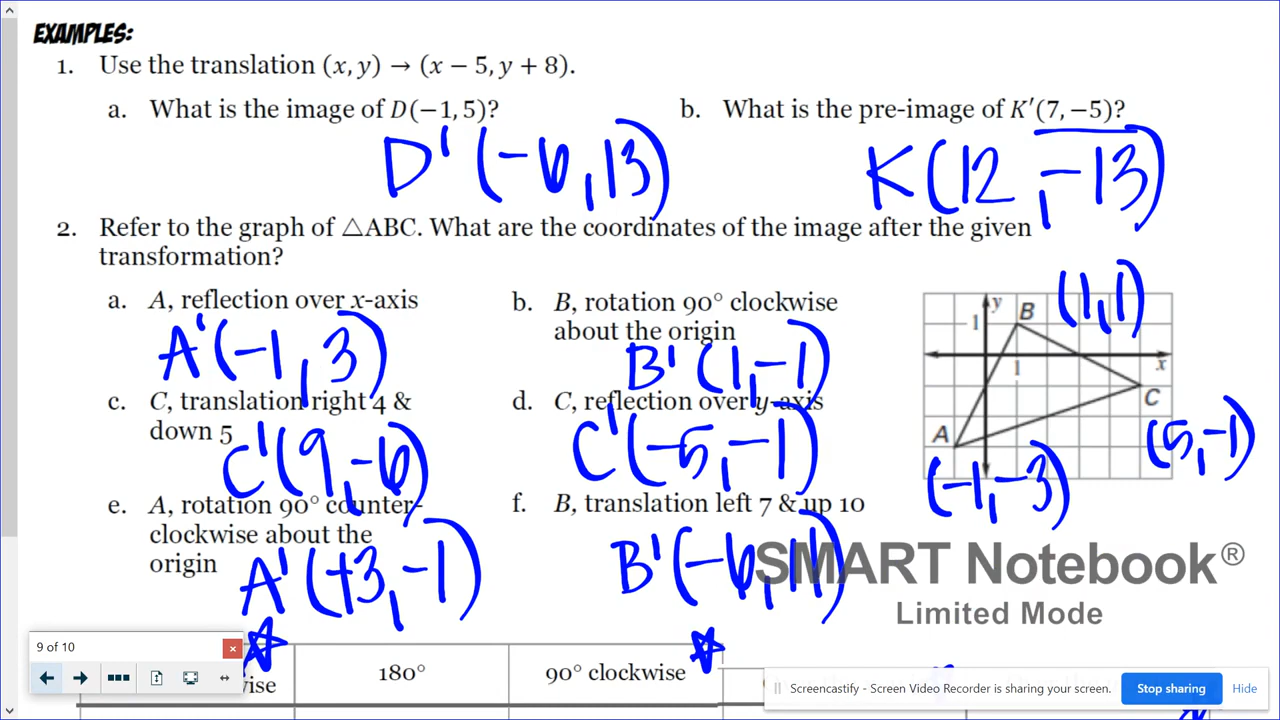 EXAMPLES:
1. Use the translation (x, y) → (x − 5, y + 8).
a. What is the image of D(−1, 5)?
b. What is the pre-image of K′(7, −5)?
D' (-6, 13)
K (12, -13)
2. Refer to the graph of △ABC. What are the coordinates of the image after the given
transformation?
a. A, reflection over x-axis
A' (-1, 3)
b. B, rotation 90° clockwise
about the origin
B' (1, -1)
c. C, translation right 4 &
down 5
C' (9, -6)
d. C, reflection over y-axis
C' (-5, -1)
e. A, rotation 90° counter-
clockwise about the
origin
A' (+3, -1)
f. B, translation left 7 & up 10
B' (-6, 11)
(1, 1)
y
1
B
x
1
C
A
(5, -1)
(-1, -3)
SMART Notebook®
Limited Mode
9 of 10
wise
180°
90° clockwise
Screencastify - Screen Video Recorder is sharing your screen.
Stop sharing
Hide